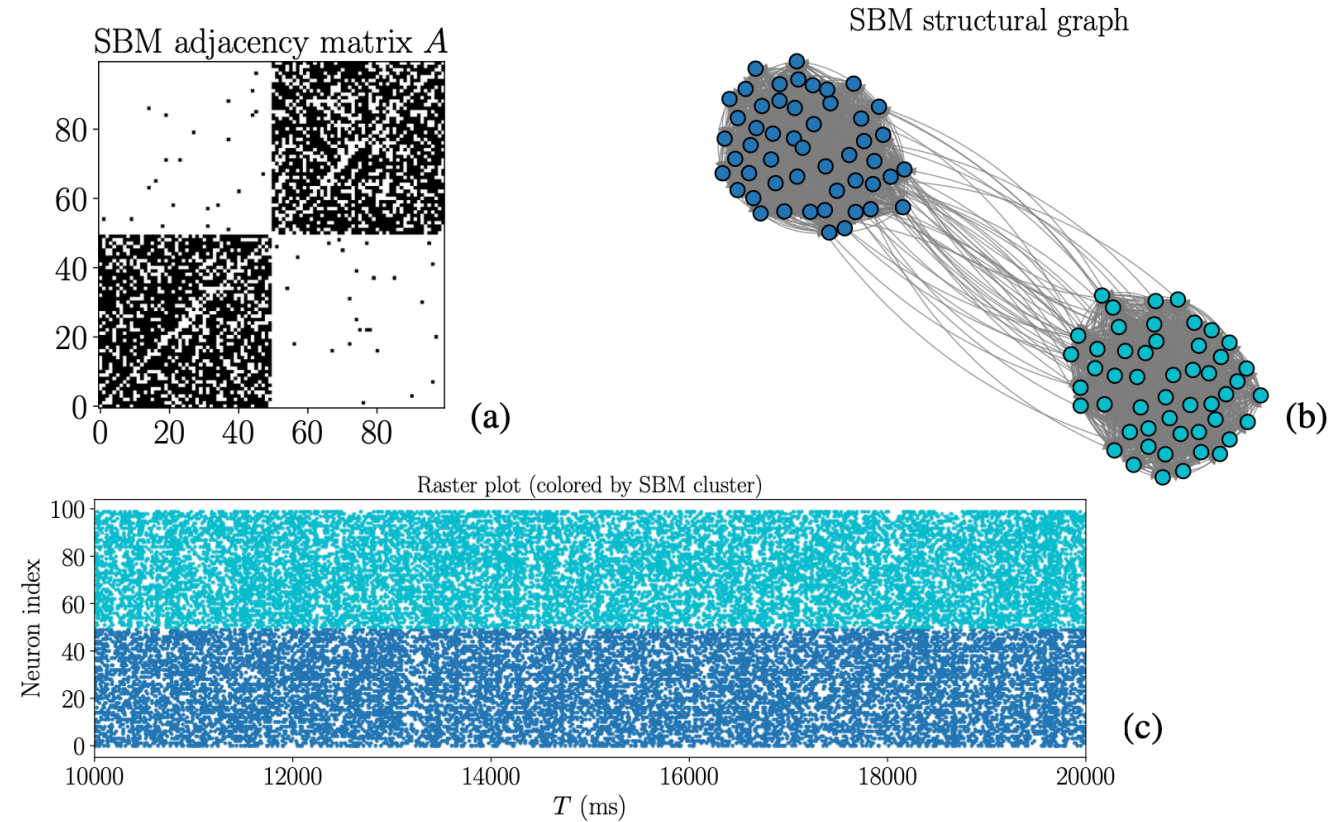 SBM adjacency matrix A
80
60
40
20
0
0 20 40 60 80
(a)
SBM structural graph
(b)
Raster plot (colored by SBM cluster)
Neuron index
100
80
60
40
20
0
10000 12000 14000 16000 18000 20000
T (ms)
(c)